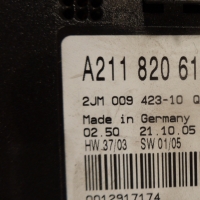 A211 820 61
2JM 009 423-10 Q
Made in Germany
02.50 21.10.05
HW 37/03 SW 01/05
0012917174